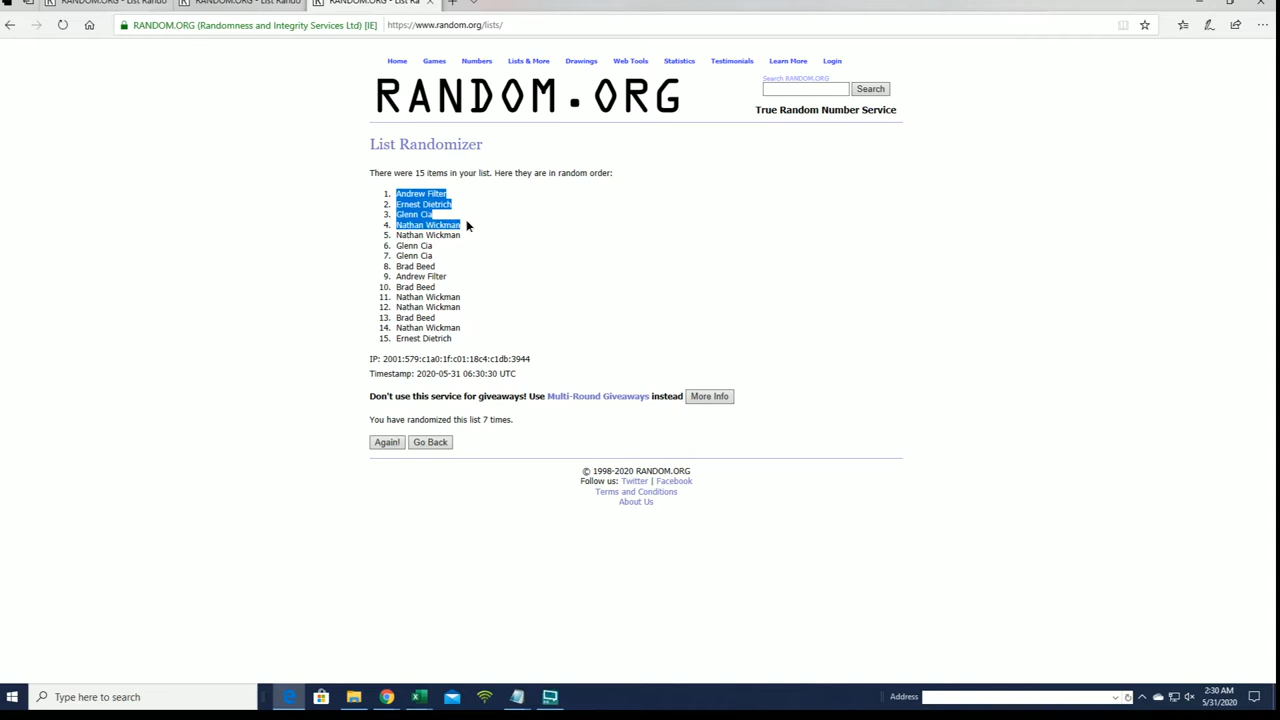 RANDOM.ORG - List Rando
RANDOM.ORG - List Rando
RANDOM.ORG - List Ra
RANDOM.ORG (Randomness and Integrity Services Ltd) [IE]
https://www.random.org/lists/
Home Games Numbers Lists & More Drawings Web Tools Statistics Testimonials Learn More Login
RANDOM.ORG
Search RANDOM.ORG
Search
True Random Number Service
List Randomizer
There were 15 items in your list. Here they are in random order:
1. Andrew Filter
2. Ernest Dietrich
3. Glenn Cia
4. Nathan Wickman
5. Nathan Wickman
6. Glenn Cia
7. Glenn Cia
8. Brad Beed
9. Andrew Filter
10. Brad Beed
11. Nathan Wickman
12. Nathan Wickman
13. Brad Beed
14. Nathan Wickman
15. Ernest Dietrich
IP: 2001:579:c1a0:1f:c01:18c4:c1db:3944
Timestamp: 2020-05-31 06:30:30 UTC
Don't use this service for giveaways! Use Multi-Round Giveaways instead More Info
You have randomized this list 7 times.
Again! Go Back
© 1998-2020 RANDOM.ORG
Follow us: Twitter | Facebook
Terms and Conditions
About Us
Type here to search
Address
2:30 AM
5/31/2020